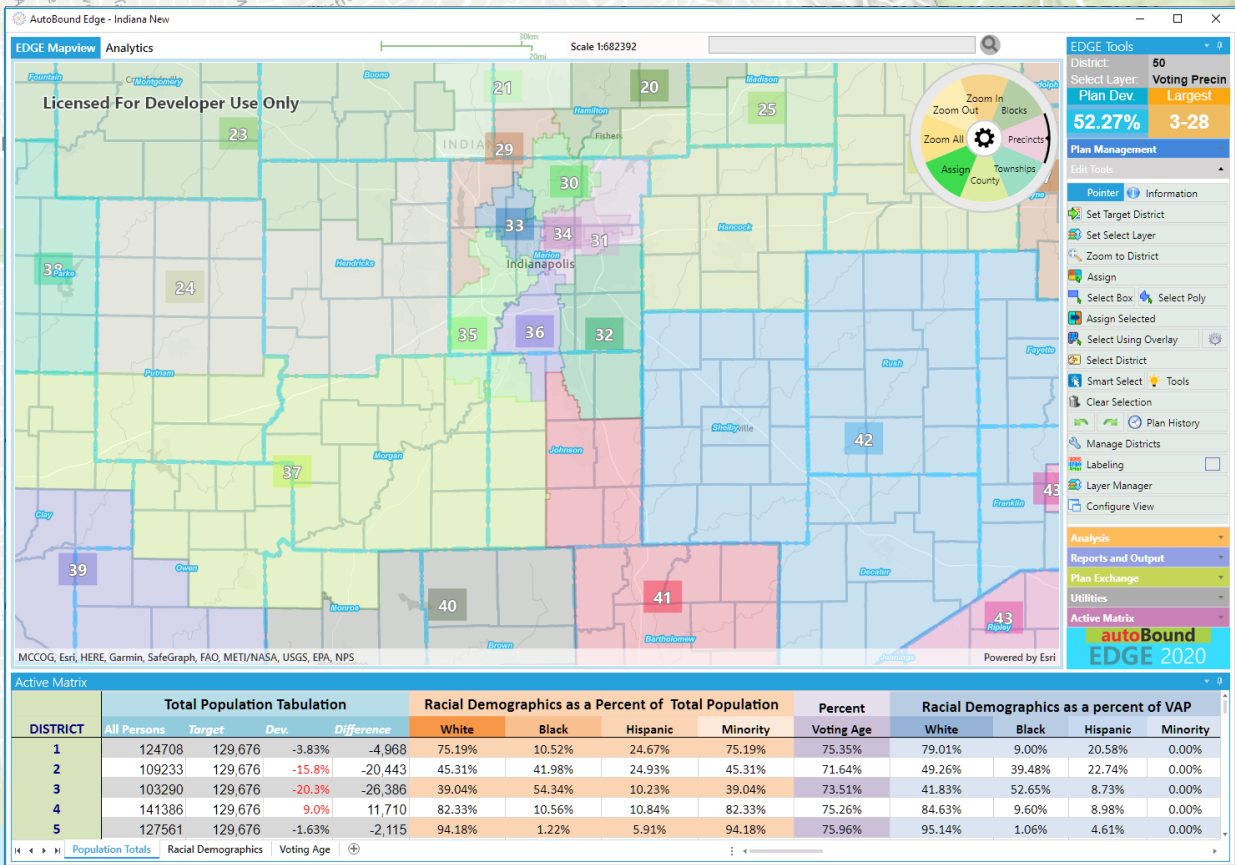 AutoBound Edge - Indiana New
EDGE Mapview Analytics
30km
20mi
Scale 1:682392
Licensed For Developer Use Only
Fountain
Montgomery
Boone
Hamilton
Madison
Fishers
21
20
25
23
29
30
33
34
31
Marion
Indianapolis
Hendricks
Hancock
38
Parke
24
35
36
32
Putnam
Rush
Fayette
Shelbyville
42
Johnson
Morgan
37
Franklin
43
Clay
39
Owen
Decatur
Monroe
40
41
43
Ripley
Brown
Bartholomew
Jennings
Zoom In
Zoom Out
Blocks
Zoom All
Precincts
Assign
Townships
County
MCCOG, Esri, HERE, Garmin, SafeGraph, FAO, METI/NASA, USGS, EPA, NPS
Powered by Esri
EDGE Tools
District: 50
Select Layer: Voting Precin
Plan Dev. Largest
52.27% 3-28
Plan Management
Edit Tools
Pointer Information
Set Target District
Set Select Layer
Zoom to District
Assign
Select Box Select Poly
Assign Selected
Select Using Overlay
Select District
Smart Select Tools
Clear Selection
Plan History
Manage Districts
Labeling
Layer Manager
Configure View
Analysis
Reports and Output
Plan Exchange
Utilities
Active Matrix
autoBound
EDGE 2020
Active Matrix
Total Population Tabulation Racial Demographics as a Percent of Total Population Percent Racial Demographics as a percent of VAP
DISTRICT All Persons Target Dev. Difference White Black Hispanic Minority Voting Age White Black Hispanic Minority
1 124708 129,676 -3.83% -4,968 75.19% 10.52% 24.67% 75.19% 75.35% 79.01% 9.00% 20.58% 0.00%
2 109233 129,676 -15.8% -20,443 45.31% 41.98% 24.93% 45.31% 71.64% 49.26% 39.48% 22.74% 0.00%
3 103290 129,676 -20.3% -26,386 39.04% 54.34% 10.23% 39.04% 73.51% 41.83% 52.65% 8.73% 0.00%
4 141386 129,676 9.0% 11,710 82.33% 10.56% 10.84% 82.33% 75.26% 84.63% 9.60% 8.98% 0.00%
5 127561 129,676 -1.63% -2,115 94.18% 1.22% 5.91% 94.18% 75.96% 95.14% 1.06% 4.61% 0.00%
Population Totals Racial Demographics Voting Age